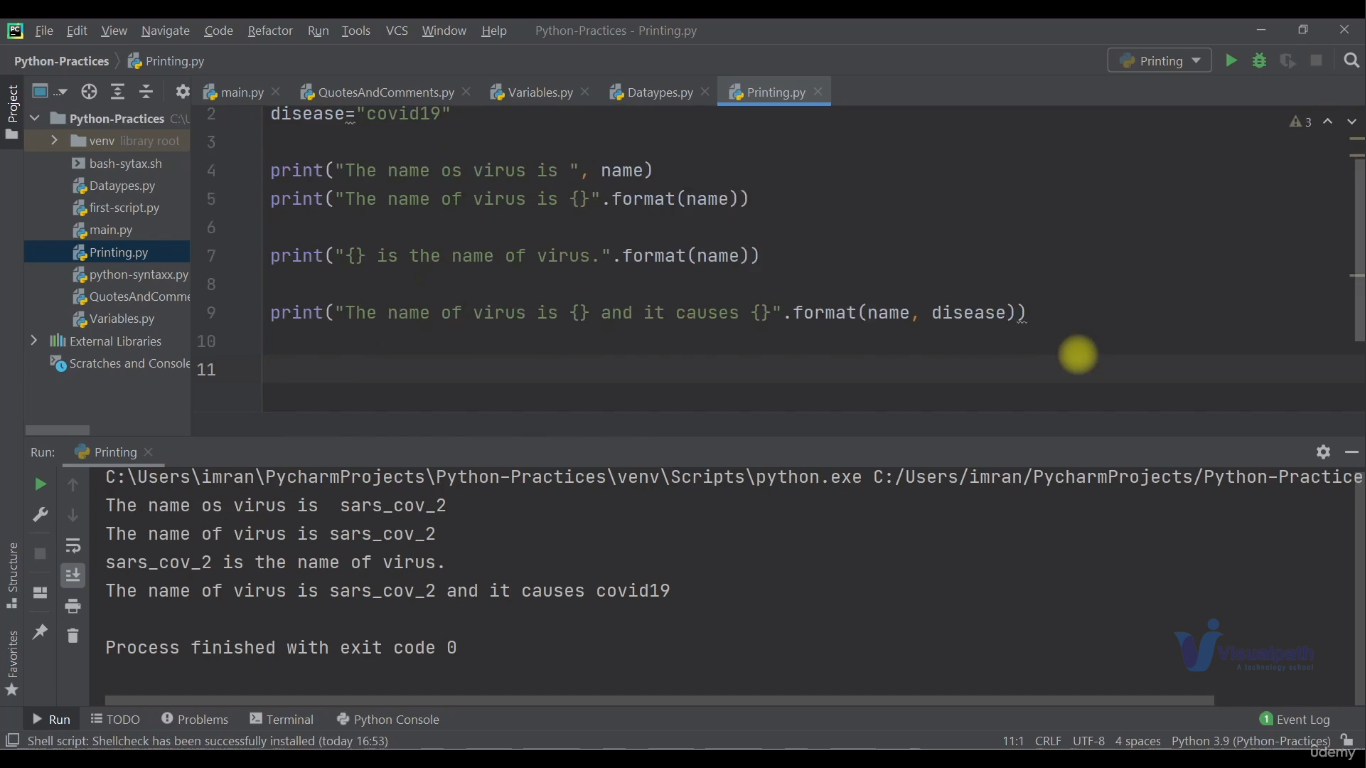 PC File Edit View Navigate Code Refactor Run Tools VCS Window Help Python-Practices - Printing.py
Python-Practices Printing.py Printing
Project ... main.py QuotesAndComments.py Variables.py Dataypes.py Printing.py
Python-Practices C:\U
venv library root
bash-sytax.sh
Dataypes.py
first-script.py
main.py
Printing.py
python-syntaxx.py
QuotesAndComme
Variables.py
External Libraries
Scratches and Console
2 disease="covid19"
3
4 print("The name os virus is ", name)
5 print("The name of virus is {}".format(name))
6
7 print("{} is the name of virus.".format(name))
8
9 print("The name of virus is {} and it causes {}".format(name, disease))
10
11
3
Run: Printing
C:\Users\imran\PycharmProjects\Python-Practices\venv\Scripts\python.exe C:/Users/imran/PycharmProjects/Python-Practice
The name os virus is  sars_cov_2
The name of virus is sars_cov_2
sars_cov_2 is the name of virus.
The name of virus is sars_cov_2 and it causes covid19
Process finished with exit code 0
Structure
Favorites
Visualpath
A technology school
Run TODO Problems Terminal Python Console 1 Event Log
Shell script: Shellcheck has been successfully installed (today 16:53) 11:1 CRLF UTF-8 4 spaces Python 3.9 (Python-Practices)
udemy